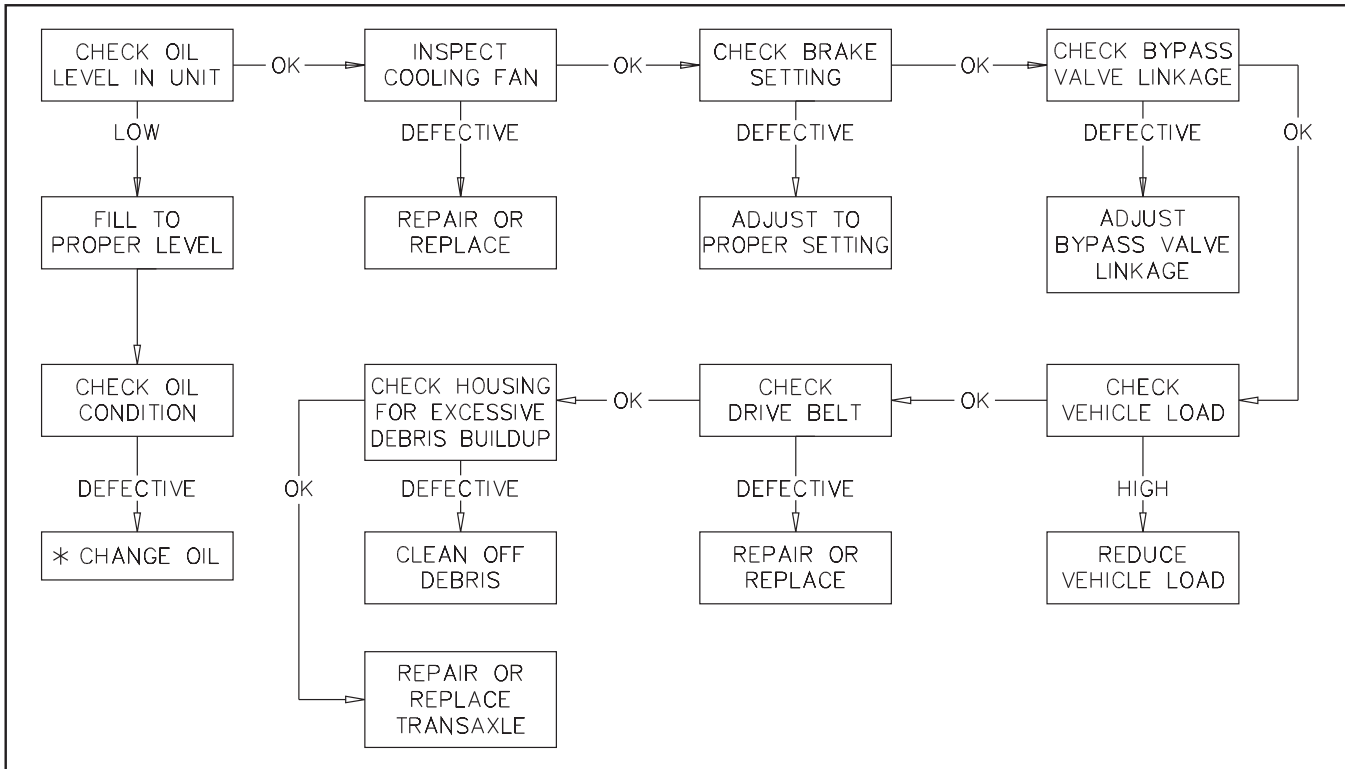 CHECK OIL
LEVEL IN UNIT
OK
INSPECT
COOLING FAN
OK
CHECK BRAKE
SETTING
OK
CHECK BYPASS
VALVE LINKAGE
LOW
DEFECTIVE
DEFECTIVE
DEFECTIVE
OK
FILL TO
PROPER LEVEL
REPAIR OR
REPLACE
ADJUST TO
PROPER SETTING
ADJUST
BYPASS VALVE
LINKAGE
CHECK OIL
CONDITION
CHECK HOUSING
FOR EXCESSIVE
DEBRIS BUILDUP
OK
CHECK
DRIVE BELT
OK
CHECK
VEHICLE LOAD
DEFECTIVE
OK
DEFECTIVE
DEFECTIVE
HIGH
* CHANGE OIL
CLEAN OFF
DEBRIS
REPAIR OR
REPLACE
REDUCE
VEHICLE LOAD
REPAIR OR
REPLACE
TRANSAXLE